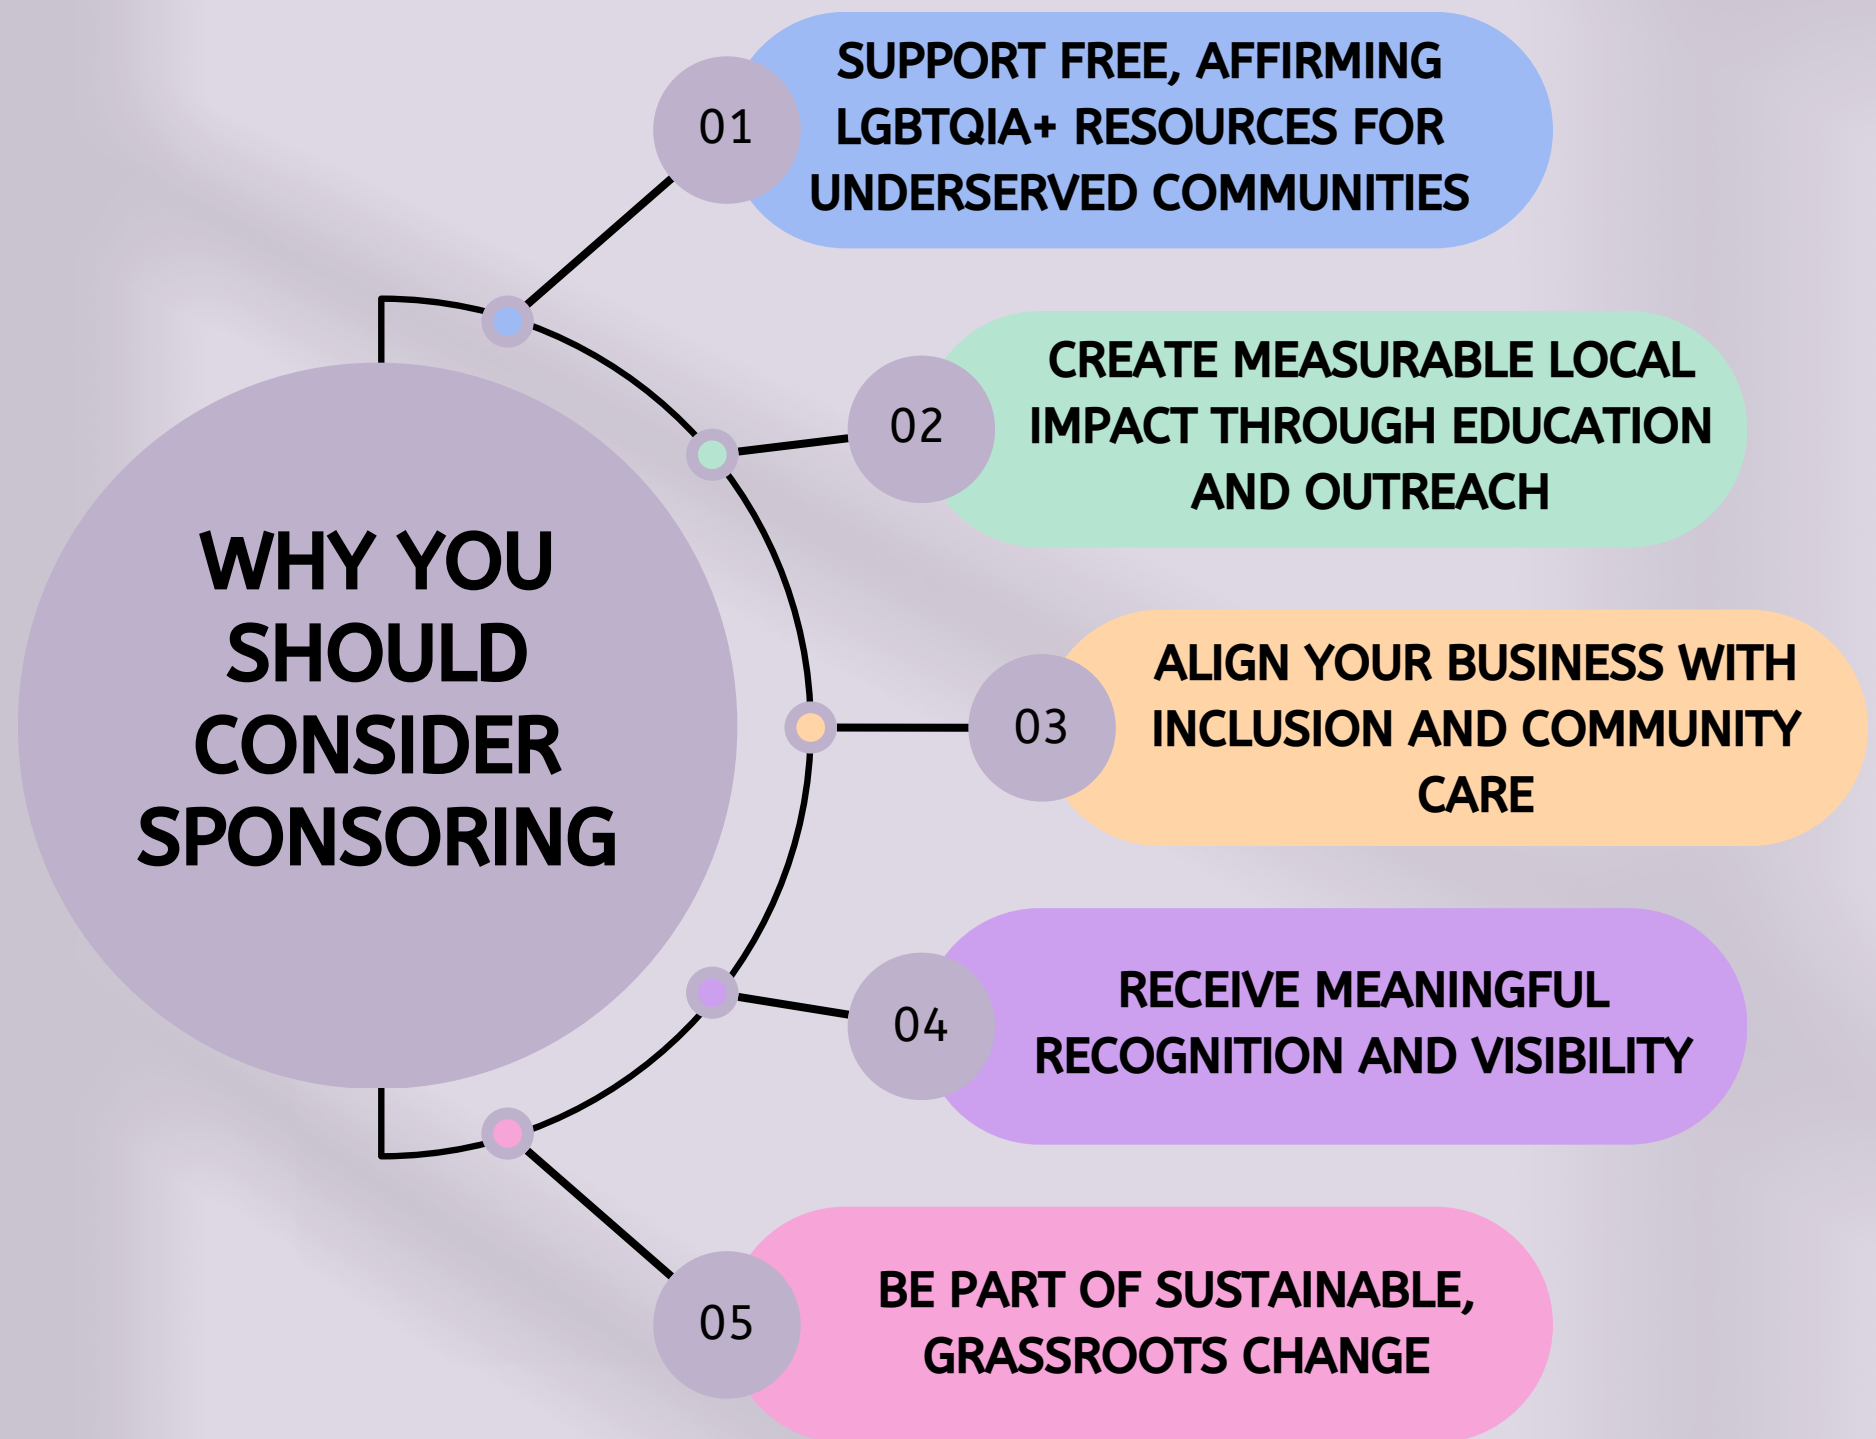 WHY YOU
SHOULD
CONSIDER
SPONSORING
01
SUPPORT FREE, AFFIRMING
LGBTQIA+ RESOURCES FOR
UNDERSERVED COMMUNITIES
02
CREATE MEASURABLE LOCAL
IMPACT THROUGH EDUCATION
AND OUTREACH
03
ALIGN YOUR BUSINESS WITH
INCLUSION AND COMMUNITY
CARE
04
RECEIVE MEANINGFUL
RECOGNITION AND VISIBILITY
05
BE PART OF SUSTAINABLE,
GRASSROOTS CHANGE